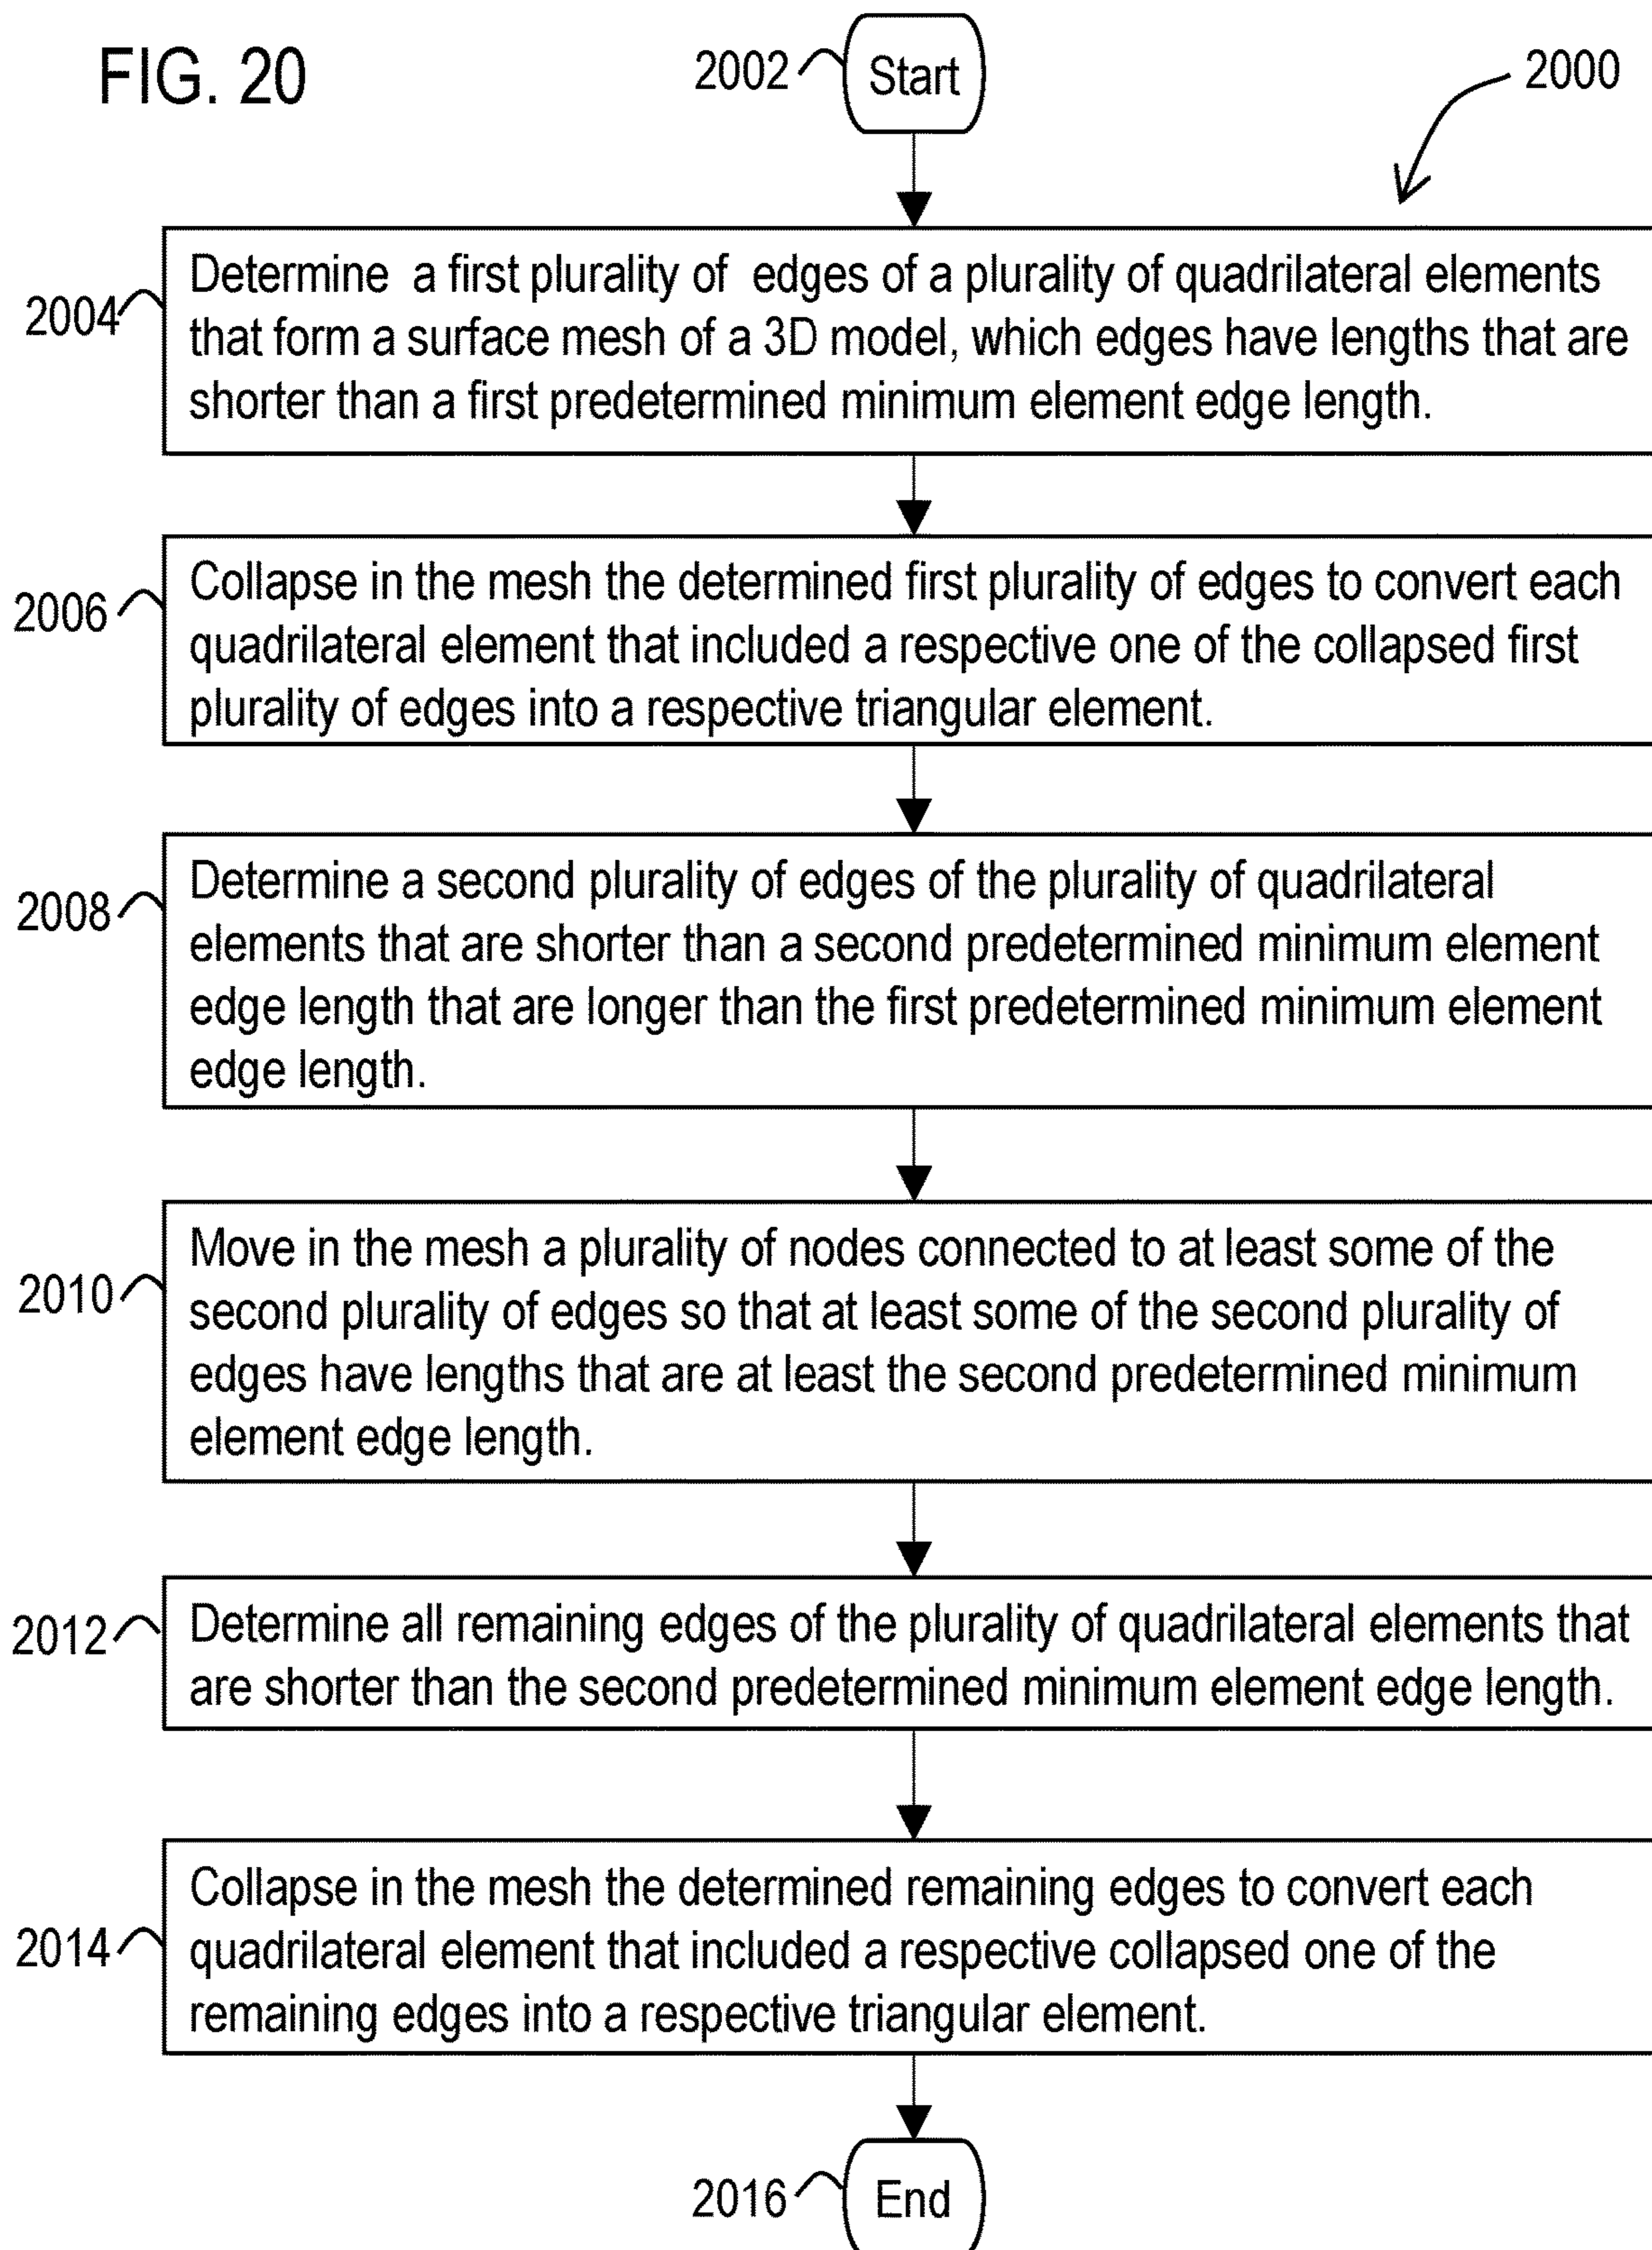 FIG. 20
2002
Start
2000
2004
Determine a first plurality of edges of a plurality of quadrilateral elements
that form a surface mesh of a 3D model, which edges have lengths that are
shorter than a first predetermined minimum element edge length.
2006
Collapse in the mesh the determined first plurality of edges to convert each
quadrilateral element that included a respective one of the collapsed first
plurality of edges into a respective triangular element.
2008
Determine a second plurality of edges of the plurality of quadrilateral
elements that are shorter than a second predetermined minimum element
edge length that are longer than the first predetermined minimum element
edge length.
2010
Move in the mesh a plurality of nodes connected to at least some of the
second plurality of edges so that at least some of the second plurality of
edges have lengths that are at least the second predetermined minimum
element edge length.
2012
Determine all remaining edges of the plurality of quadrilateral elements that
are shorter than the second predetermined minimum element edge length.
2014
Collapse in the mesh the determined remaining edges to convert each
quadrilateral element that included a respective collapsed one of the
remaining edges into a respective triangular element.
2016
End